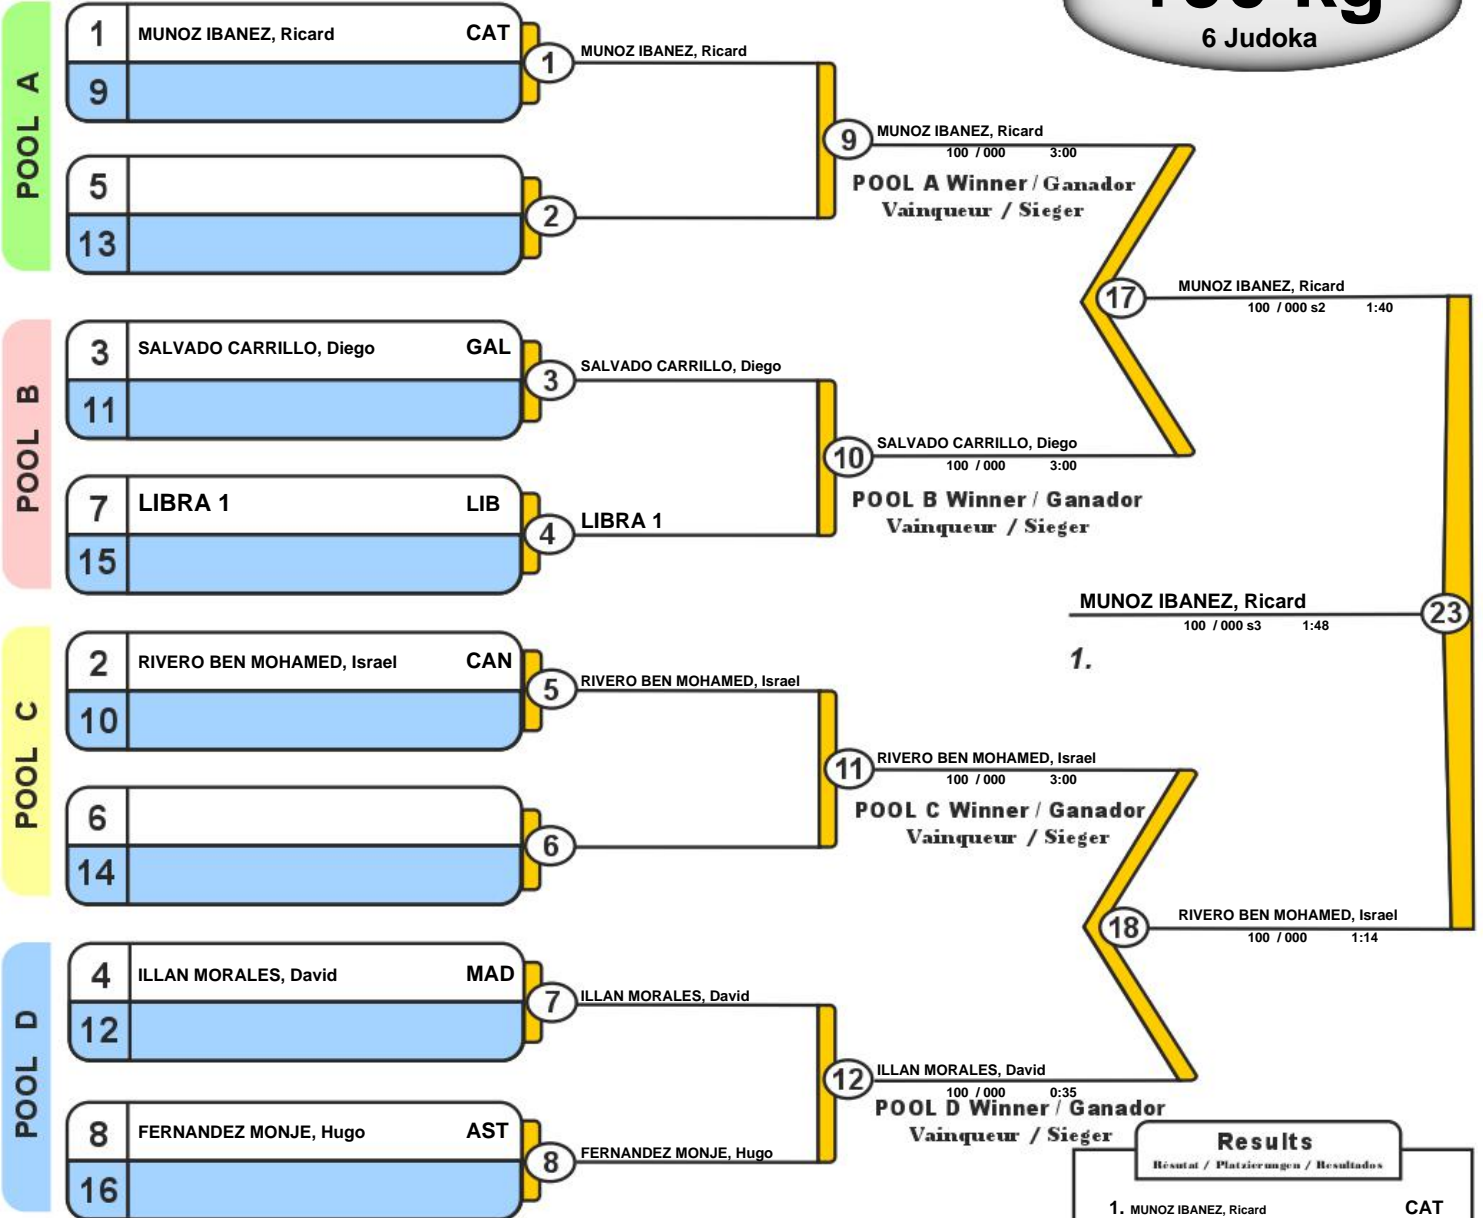 6 Judoka
POOL A
1 MUNOZ IBANEZ, Ricard CAT
9
1
MUNOZ IBANEZ, Ricard
5
13
2
9
MUNOZ IBANEZ, Ricard
100 / 000 3:00
POOL A Winner / Ganador
Vainqueur / Sieger
POOL B
3 SALVADO CARRILLO, Diego GAL
11
3
SALVADO CARRILLO, Diego
7 LIBRA 1 LIB
15
4
LIBRA 1
10
SALVADO CARRILLO, Diego
100 / 000 3:00
POOL B Winner / Ganador
Vainqueur / Sieger
17
MUNOZ IBANEZ, Ricard
100 / 000 s2 1:40
POOL C
2 RIVERO BEN MOHAMED, Israel CAN
10
5
RIVERO BEN MOHAMED, Israel
6
14
6
11
RIVERO BEN MOHAMED, Israel
100 / 000 3:00
POOL C Winner / Ganador
Vainqueur / Sieger
POOL D
4 ILLAN MORALES, David MAD
12
7
ILLAN MORALES, David
8 FERNANDEZ MONJE, Hugo AST
16
8
FERNANDEZ MONJE, Hugo
12
ILLAN MORALES, David
100 / 000 0:35
POOL D Winner / Ganador
Vainqueur / Sieger
18
RIVERO BEN MOHAMED, Israel
100 / 000 1:14
23
MUNOZ IBANEZ, Ricard
100 / 000 s3 1:48
1.
Results
Résutat / Platzierungen / Resultados
1. MUNOZ IBANEZ, Ricard CAT